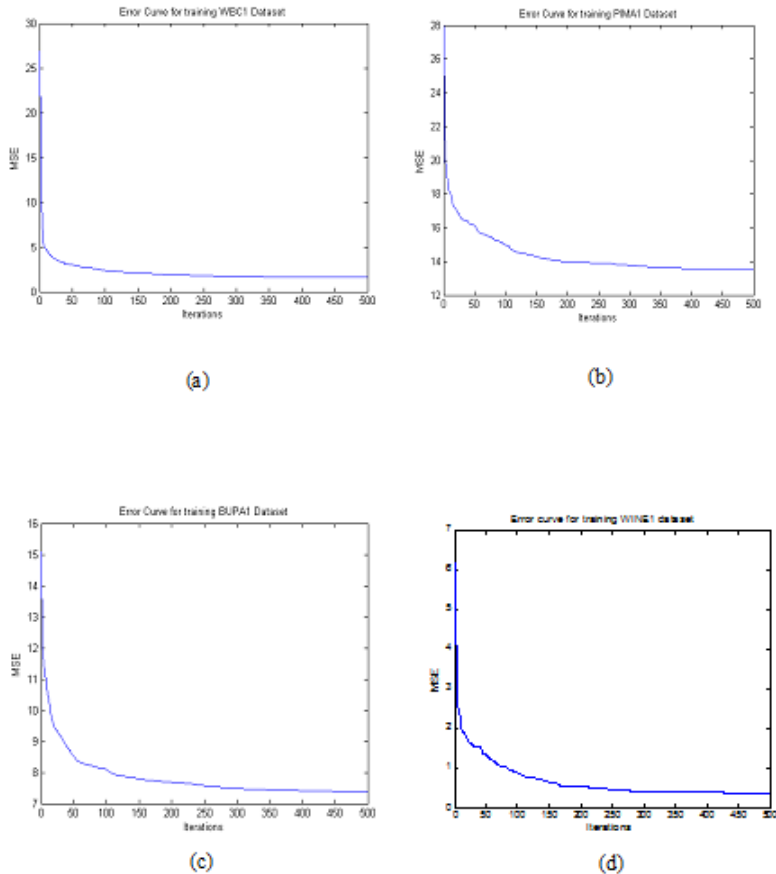 Error Curve for training WBC1 Dataset
30
25
20
15
10
5
0
MSE
0 50 100 150 200 250 300 350 400 450 500
Iterations
(a)
Error Curve for training PIMA1 Dataset
28
26
24
22
20
18
16
14
12
MSE
0 50 100 150 200 250 300 350 400 450 500
Iterations
(b)
Error Curve for training BUPA1 Dataset
16
15
14
13
12
11
10
9
8
7
MSE
0 50 100 150 200 250 300 350 400 450 500
Iterations
(c)
Error curve for training WINE1 dataset
7
6
5
4
3
2
1
0
MSE
0 50 100 150 200 250 300 350 400 450 500
Iterations
(d)